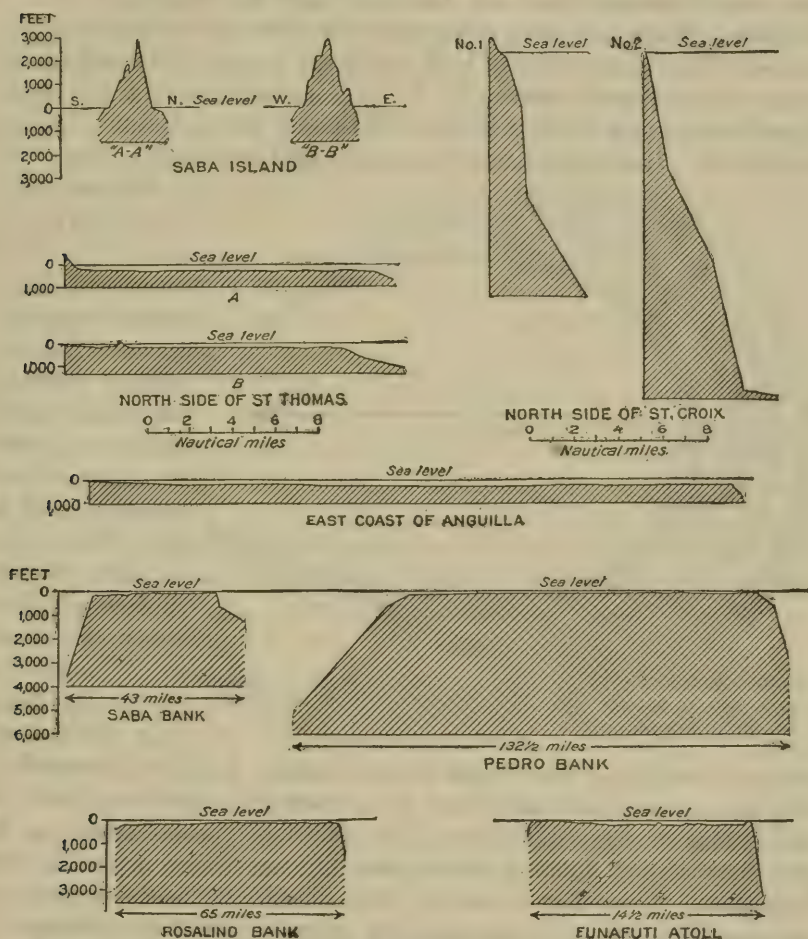 FEET
3,000
2,000
1,000
0
1,000
2,000
3,000
S. N. Sea level W. E.
"A-A" "B-B"
SABA ISLAND
No.1 Sea level No.2 Sea level
0 Sea level
1,000
A
0 Sea level
1,000
B
NORTH SIDE OF ST THOMAS
0 2 4 6 8
Nautical miles
NORTH SIDE OF ST. CROIX
0 2 4 6 8
Nautical miles.
Sea level
0
1,000
EAST COAST OF ANGUILLA
FEET
0 Sea level Sea level
1,000
2,000
3,000
4,000
5,000
6,000
43 miles
SABA BANK
132½ miles
PEDRO BANK
0 Sea level Sea level
1,000
2,000
3,000
65 miles 14½ miles
ROSALIND BANK FUNAFUTI ATOLL